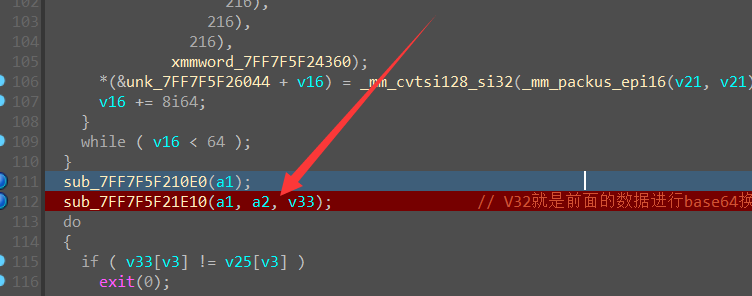 102 216),
103 216),
104 216),
105 xmmword_7FF7F5F24360);
106 *(&unk_7FF7F5F26044 + v16) = _mm_cvtsi128_si32(_mm_packus_epi16(v21, v21)
107 v16 += 8i64;
108 }
109 while ( v16 < 64 );
110 }
111 sub_7FF7F5F210E0(a1);
112 sub_7FF7F5F21E10(a1, a2, v33); // V32就是前面的数据进行base64换
113 do
114 {
115 if ( v33[v3] != v25[v3] )
116 exit(0);